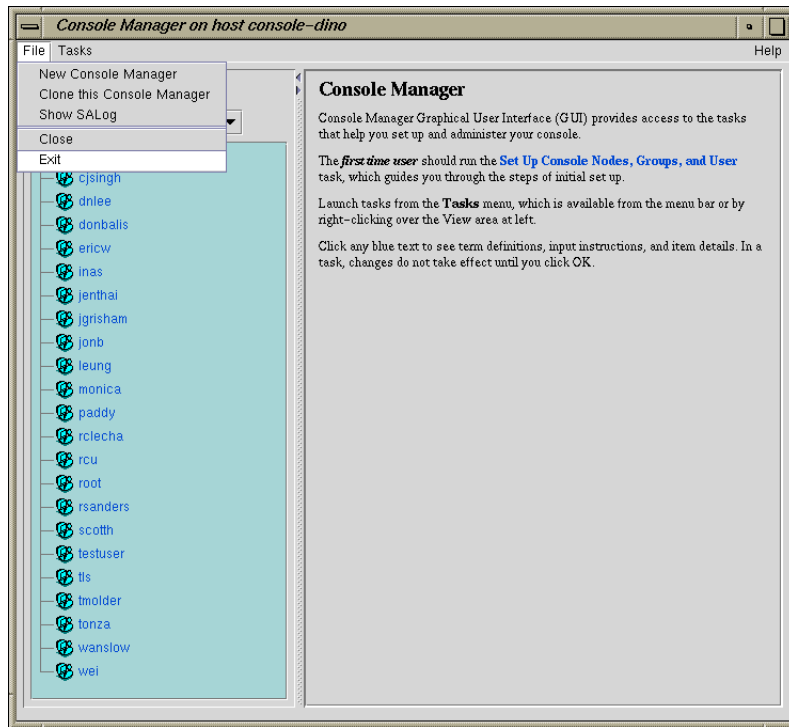 Console Manager on host console-dino
File Tasks Help
New Console Manager
Clone this Console Manager
Show SALog
Close
Exit
cjsingh
dnlee
donbalis
ericw
inas
jenthai
jgrisham
jonb
leung
monica
paddy
rclecha
rcu
root
rsanders
scotth
testuser
tls
tmolder
tonza
wanslow
wei
Console Manager
Console Manager Graphical User Interface (GUI) provides access to the tasks
that help you set up and administer your console.
The first time user should run the Set Up Console Nodes, Groups, and User
task, which guides you through the steps of initial set up.
Launch tasks from the Tasks menu, which is available from the menu bar or by
right-clicking over the View area at left.
Click any blue text to see term definitions, input instructions, and item details. In a
task, changes do not take effect until you click OK.